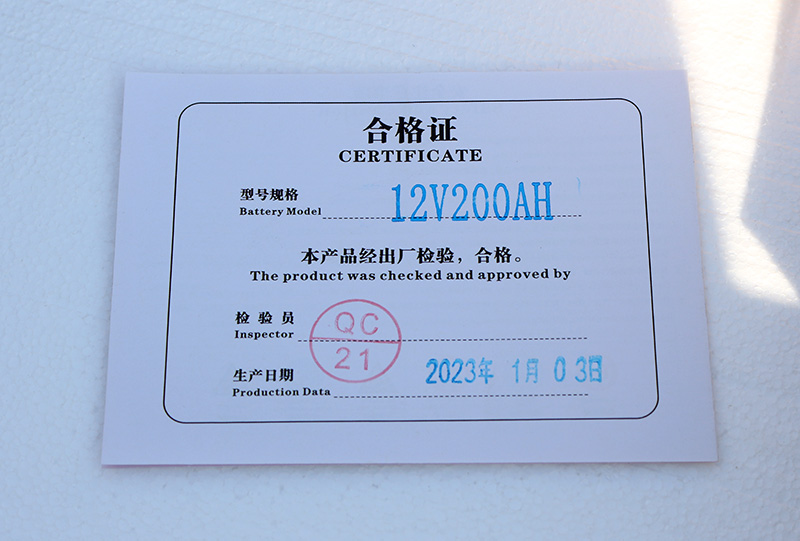 合格证
CERTIFICATE
型号规格
Battery Model 12V200AH
本产品经出厂检验，合格。
The product was checked and approved by
检验员
Inspector
QC
21
生产日期 2023年 1月 03日
Production Data